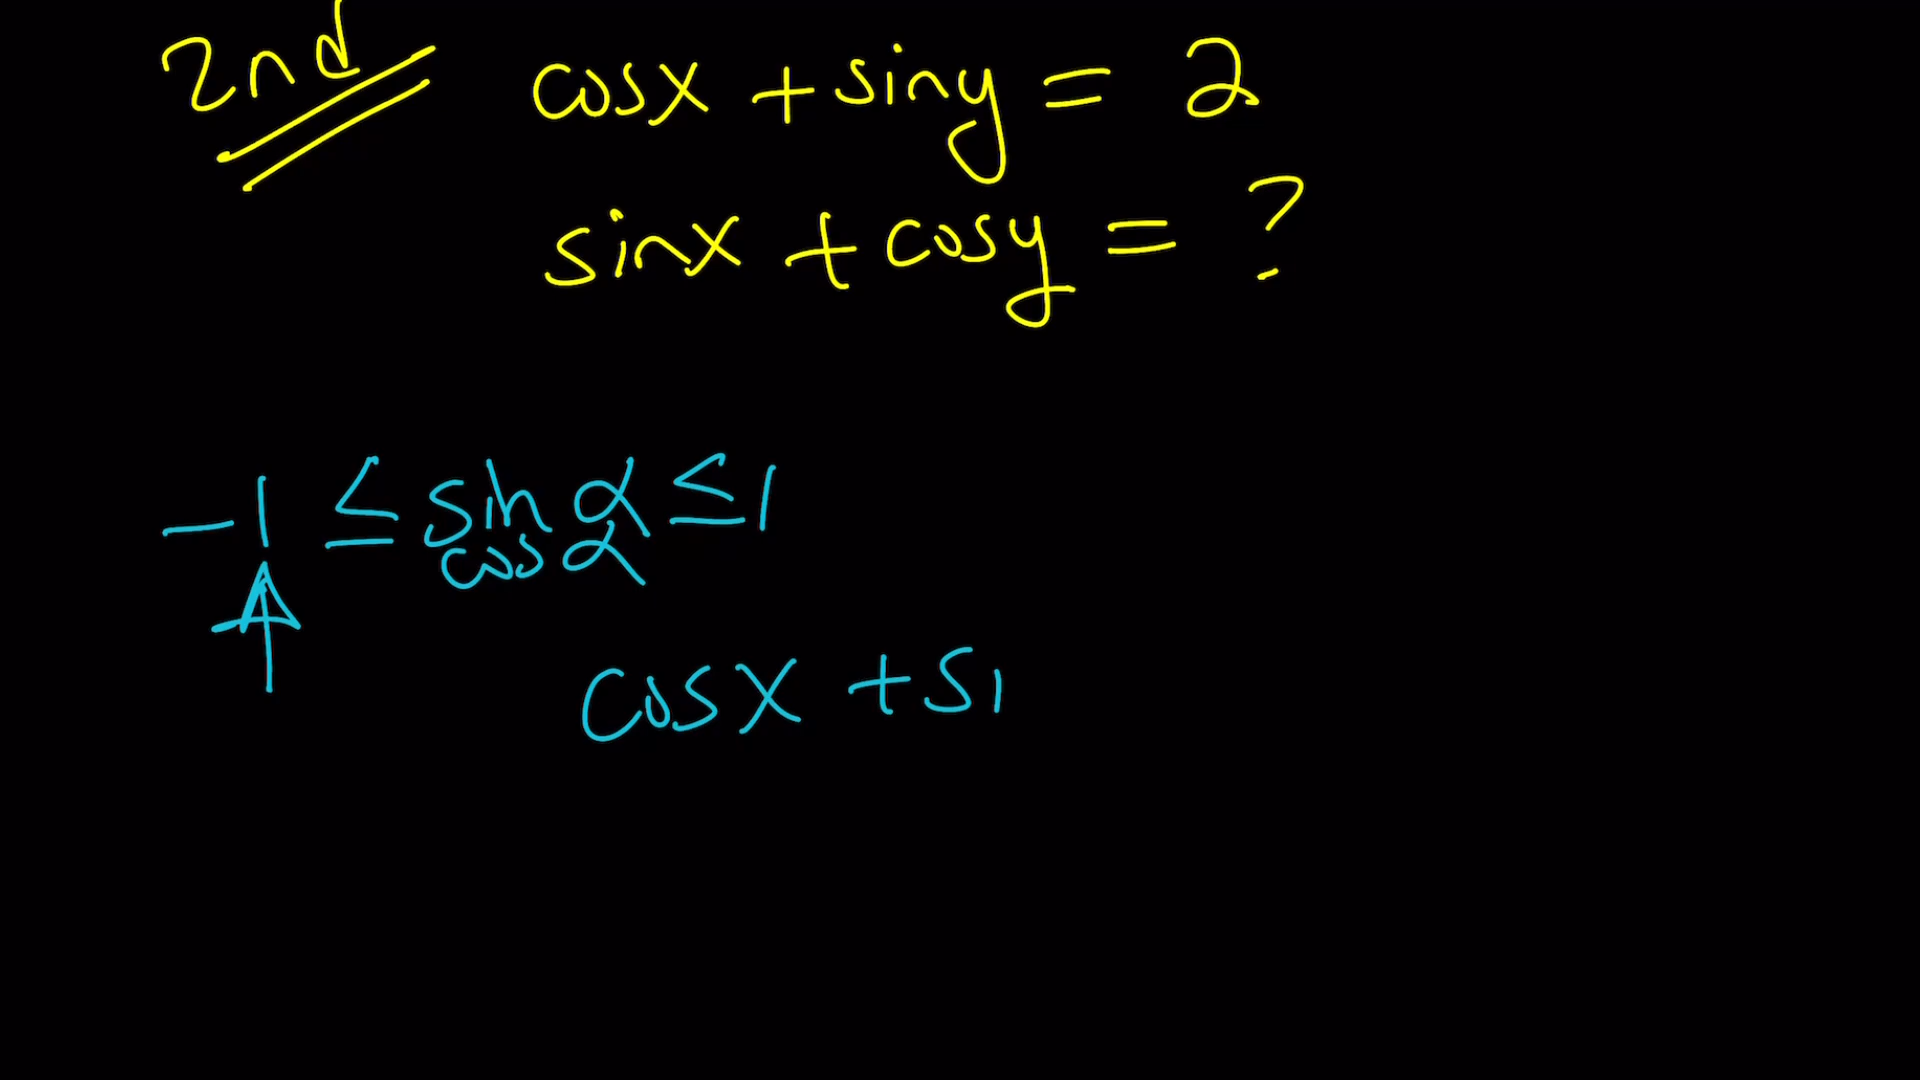 2nd cosx + siny = 2
sinx + cosy = ?
-1 ≤ sin α ≤ 1
cos α
cosx + si